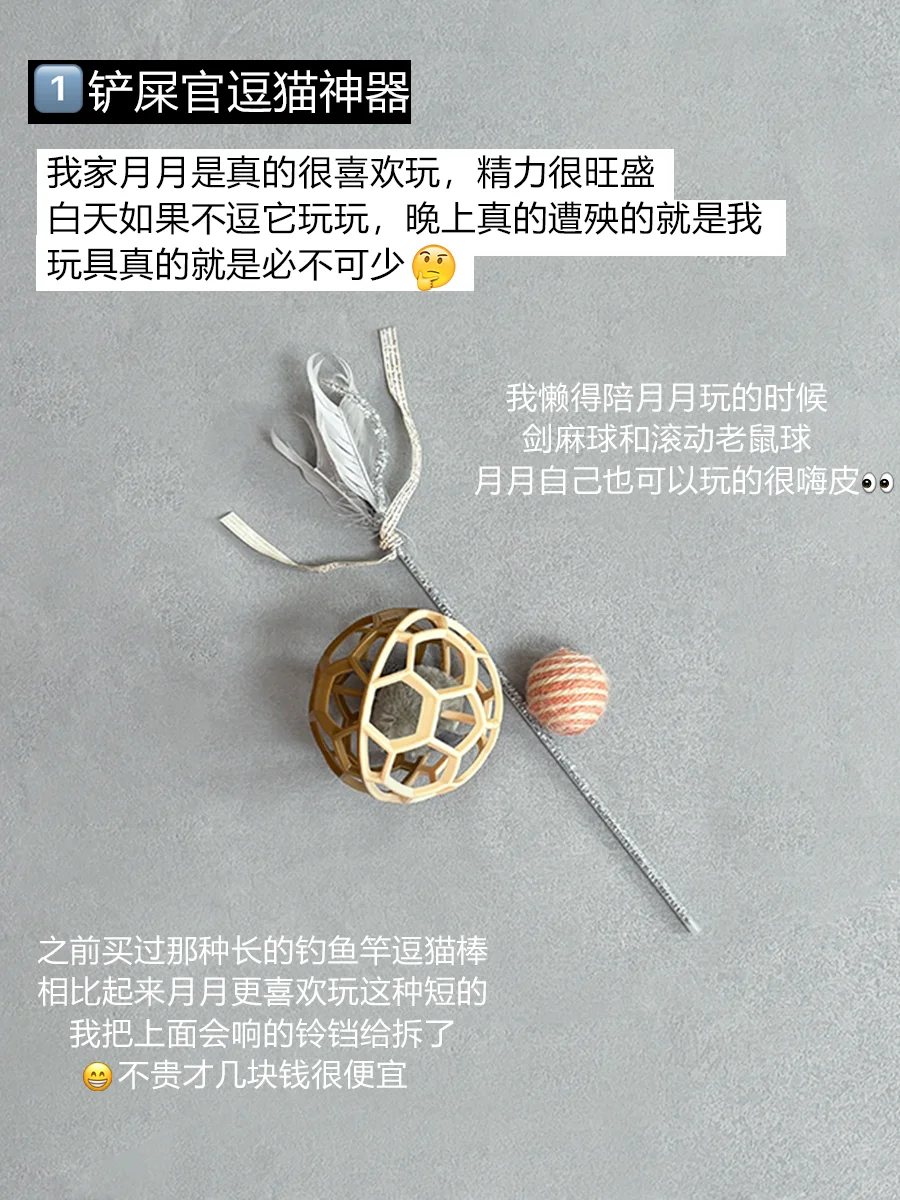 1️⃣铲屎官逗猫神器
我家月月是真的很喜欢玩，精力很旺盛
白天如果不逗它玩玩，晚上真的遭殃的就是我
玩具真的就是必不可少🤔
我懒得陪月月玩的时候
剑麻球和滚动老鼠球
月月自己也可以玩的很嗨皮👀
之前买过那种长的钓鱼竿逗猫棒
相比起来月月更喜欢玩这种短的
我把上面会响的铃铛给拆了
😁不贵才几块钱很便宜